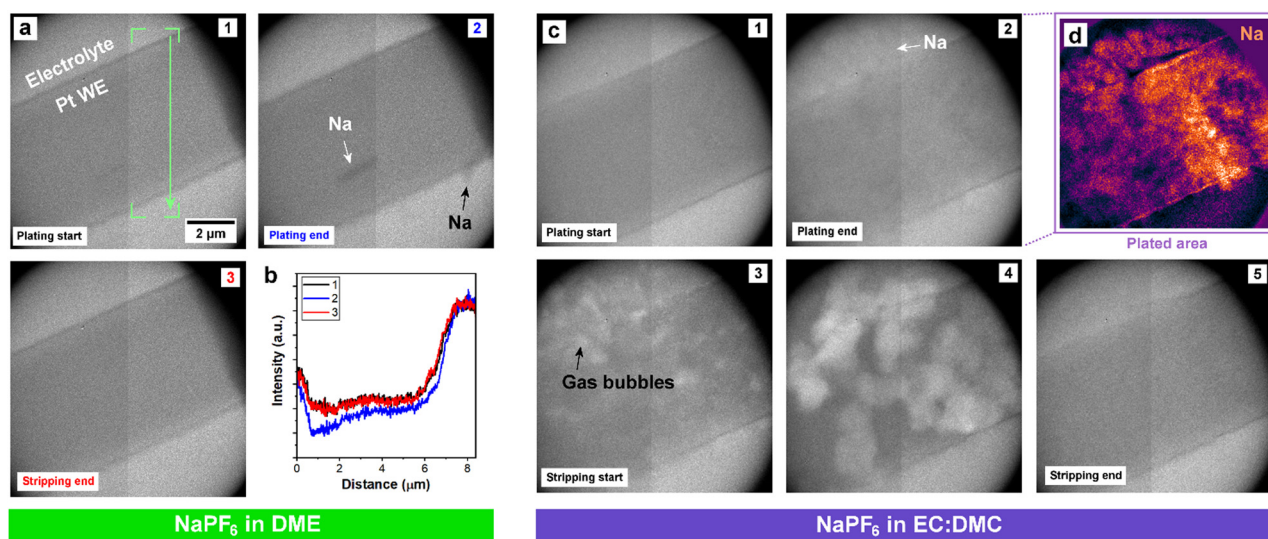 a
1
Electrolyte
Pt WE
2 μm
Plating start
2
Na
Na
Plating end
3
Stripping end
b
1
2
3
Intensity (a.u.)
0 2 4 6 8
Distance (μm)
NaPF₆ in DME
c
1
Plating start
2
Na
Plating end
d
Na
Plated area
3
Gas bubbles
Stripping start
4
5
Stripping end
NaPF₆ in EC:DMC